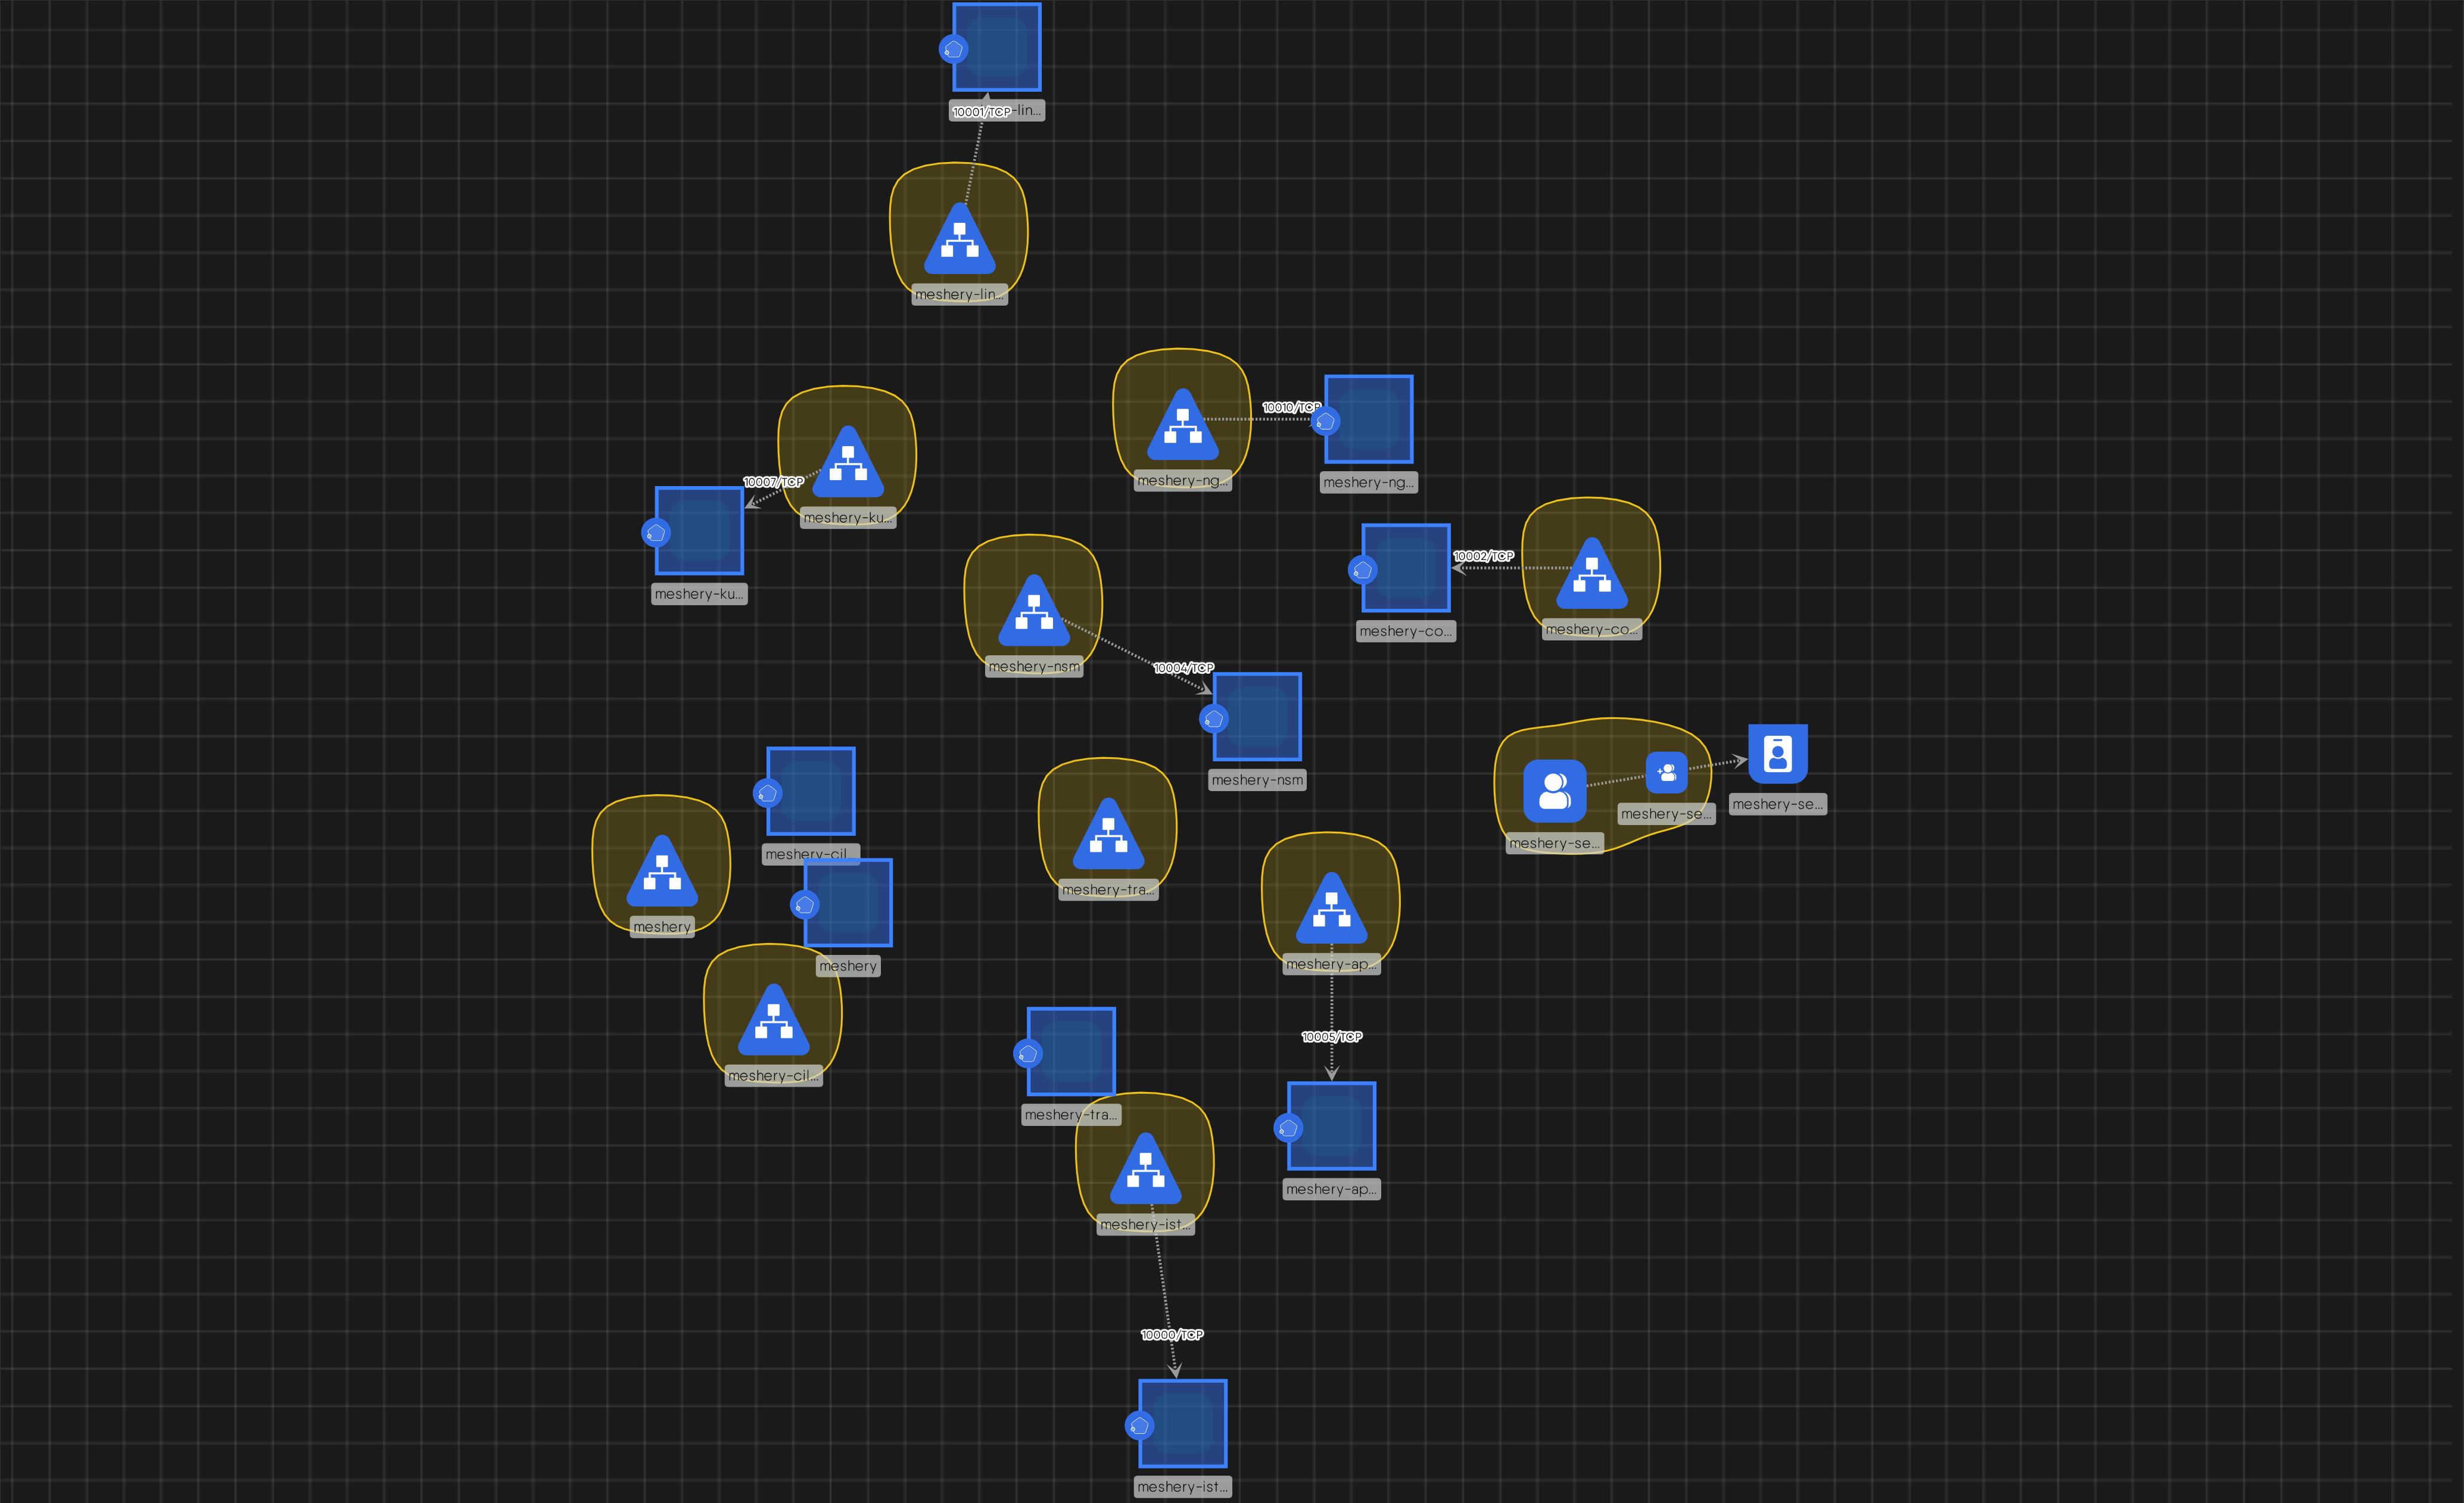 10001/TCP
-lin...
meshery-lin...
10010/TCP
meshery-ng...
meshery-ng...
10007/TCP
meshery-ku...
meshery-ku...
10002/TCP
meshery-co...
meshery-co...
meshery-nsm
10004/TCP
meshery-nsm
meshery-se...
meshery-se...
meshery-se...
meshery-cil...
meshery-tra...
meshery
meshery
meshery-ap...
10005/TCP
meshery-cil...
meshery-tra...
meshery-ap...
meshery-ist...
10000/TCP
meshery-ist...